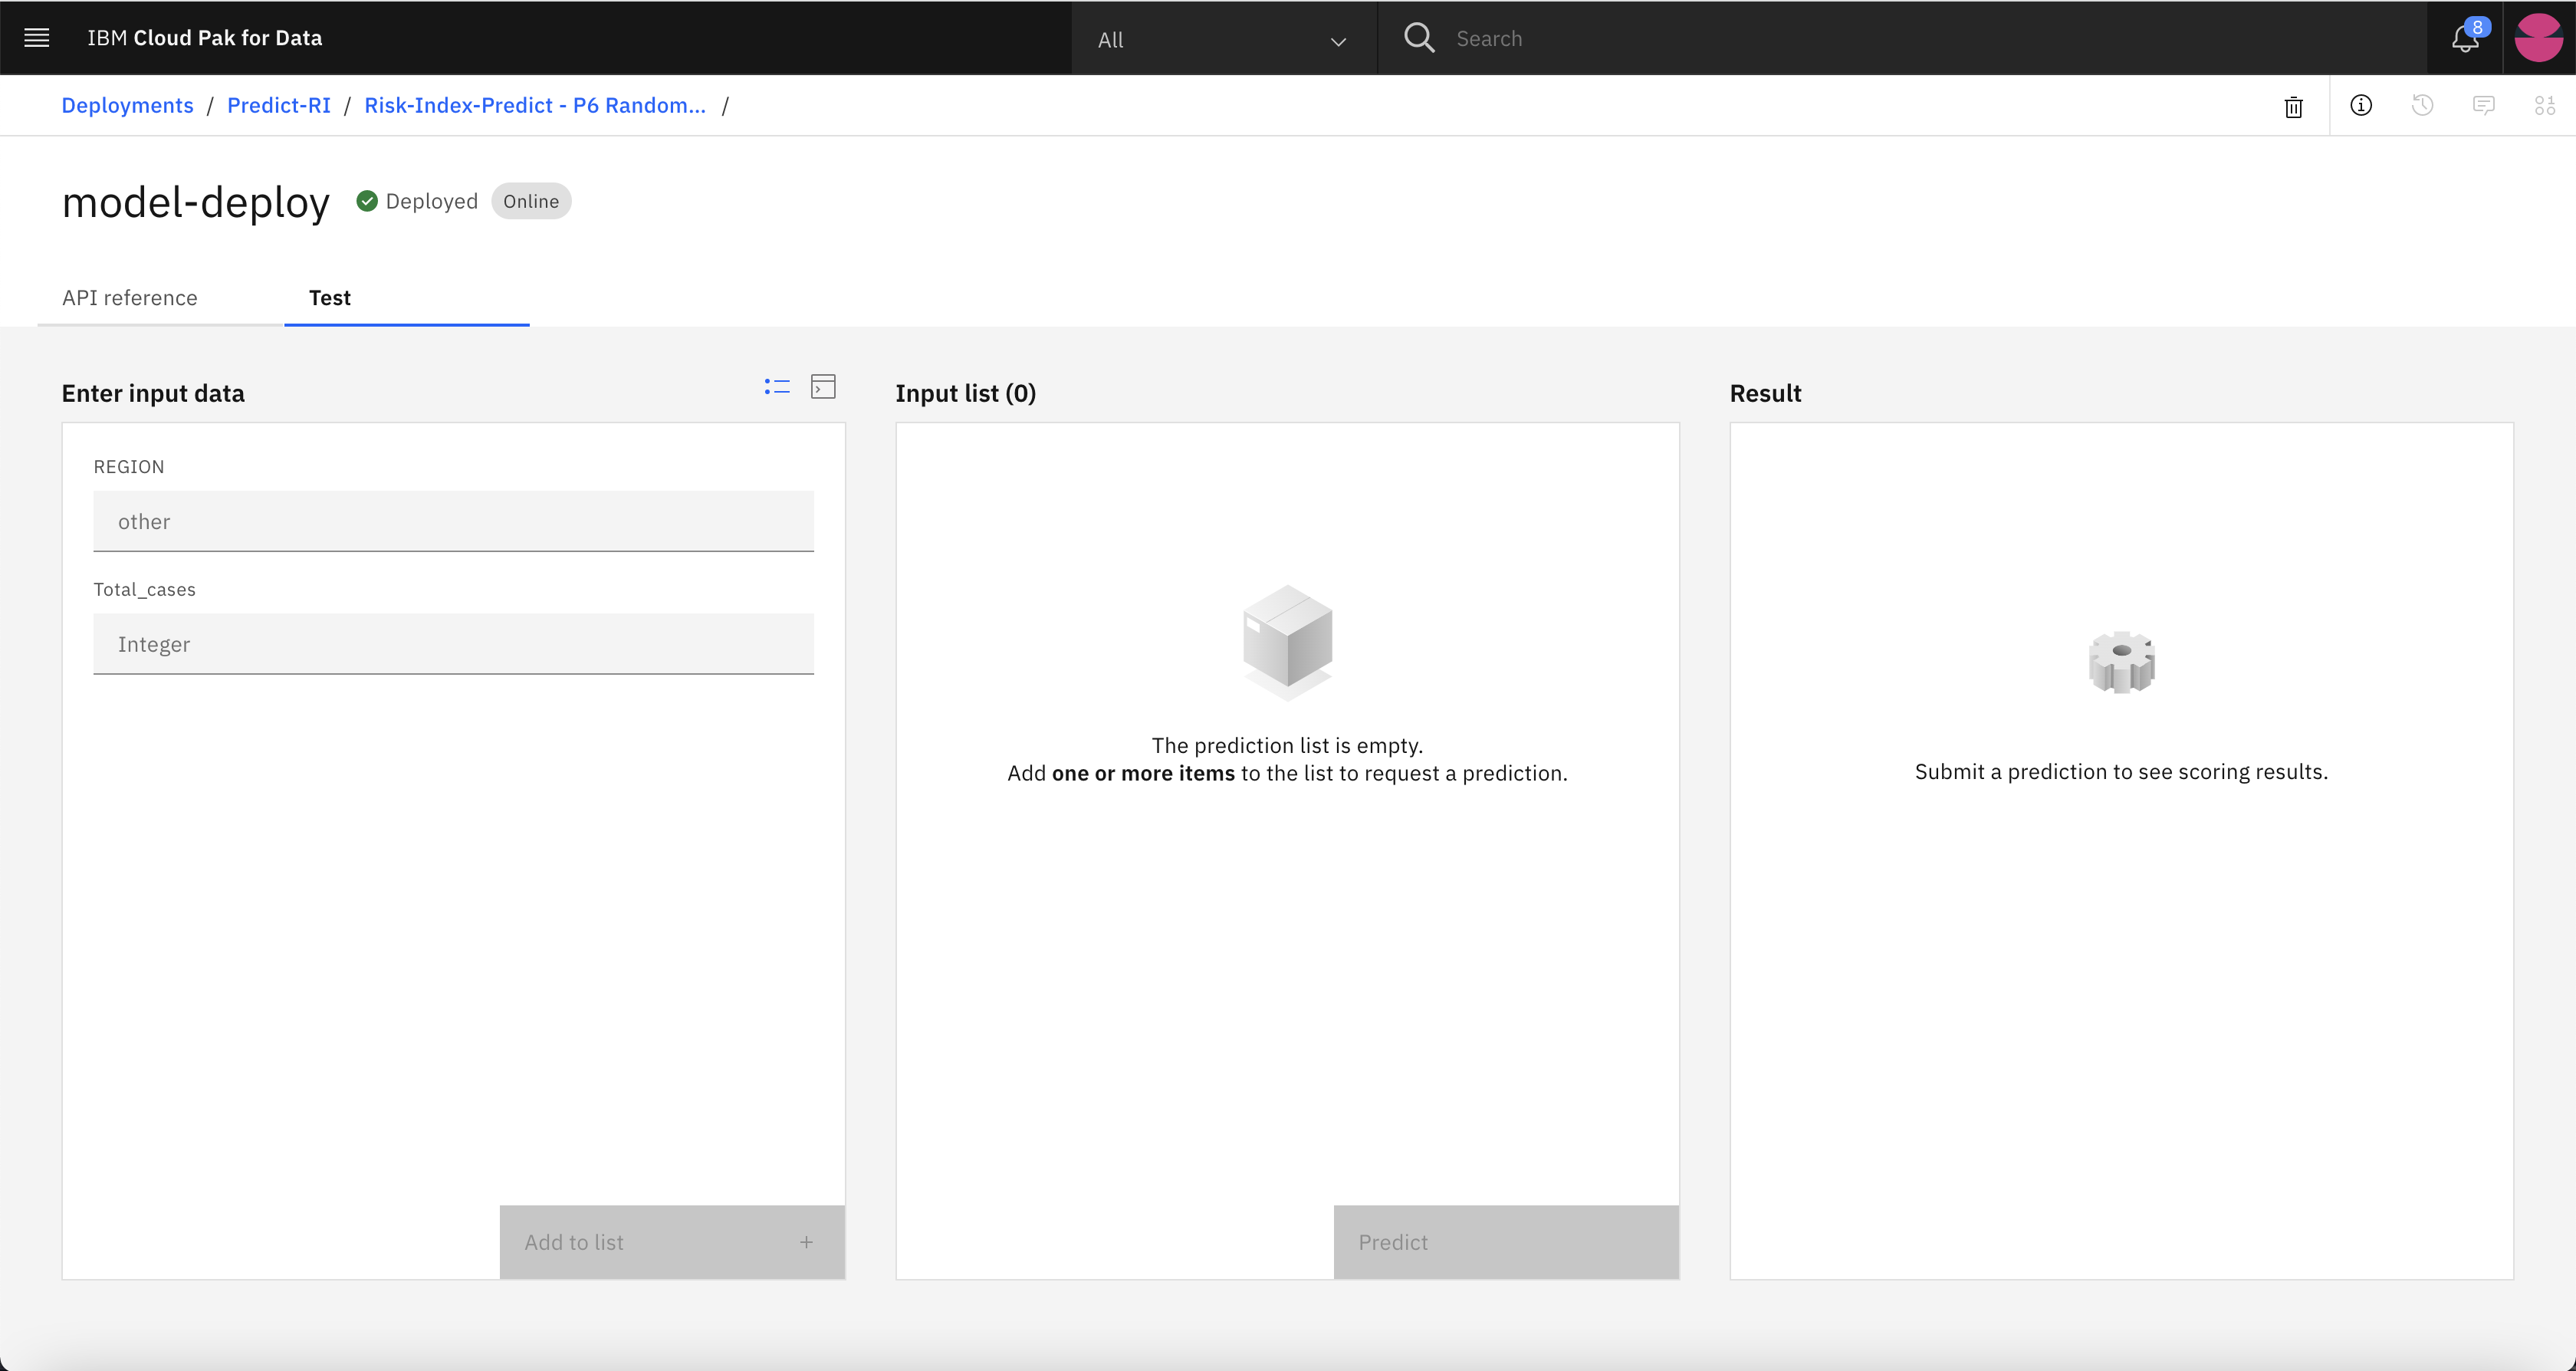 IBM Cloud Pak for Data
All
Search
8
Deployments / Predict-RI / Risk-Index-Predict - P6 Random... /
model-deploy
Deployed
Online
API reference
Test
Enter input data
REGION
other
Total_cases
Integer
Add to list +
Input list (0)
The prediction list is empty.
Add one or more items to the list to request a prediction.
Predict
Result
Submit a prediction to see scoring results.